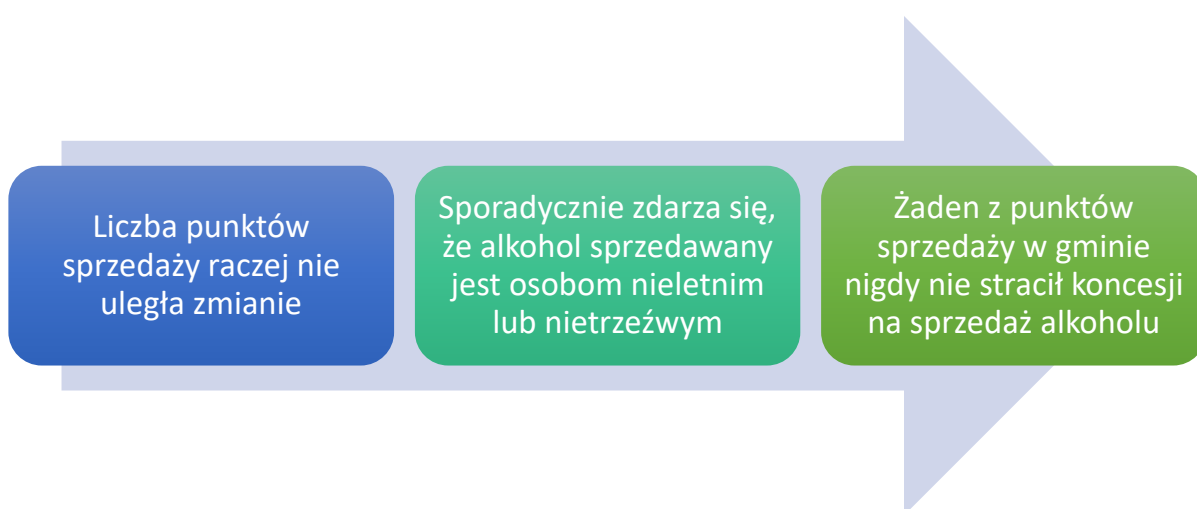 Liczba punktów
sprzedaży raczej nie
uległa zmianie
Sporadycznie zdarza się,
że alkohol sprzedawany
jest osobom nieletnim
lub nietrzeźwym
Żaden z punktów
sprzedaży w gminie
nigdy nie stracił koncesji
na sprzedaż alkoholu